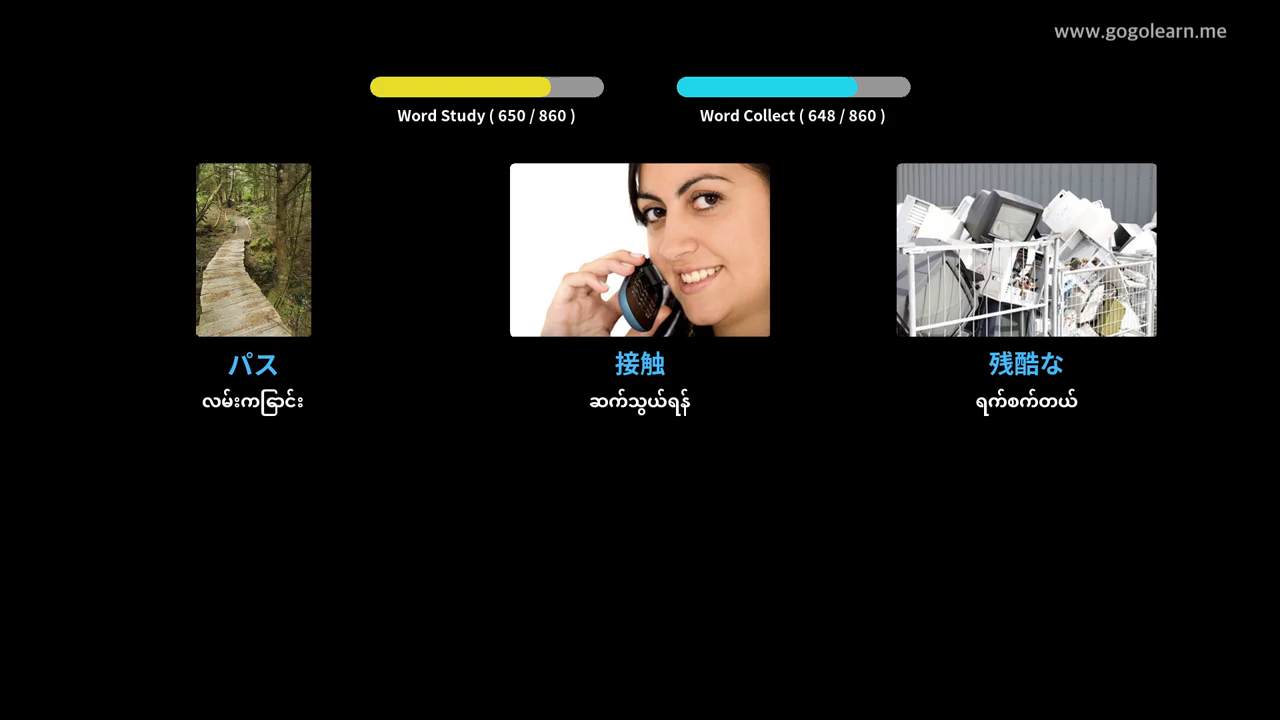 www.gogolearn.me
Word Study ( 650 / 860 )
Word Collect ( 648 / 860 )
パス
接触
残酷な
လမ်းကြောင်း
ဆက်သွယ်ရန်
ရက်စက်တယ်